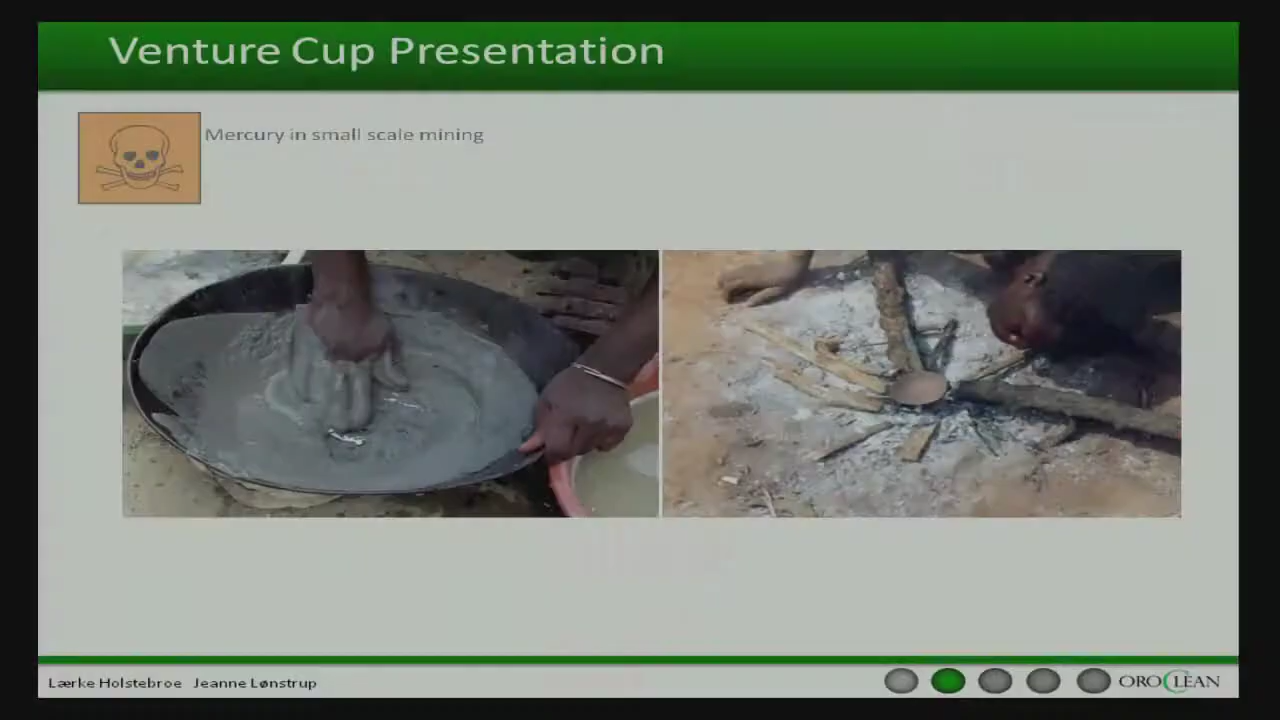 Venture Cup Presentation
Mercury in small scale mining
Lærke Holstebroe Jeanne Lønstrup
OROCLEAN